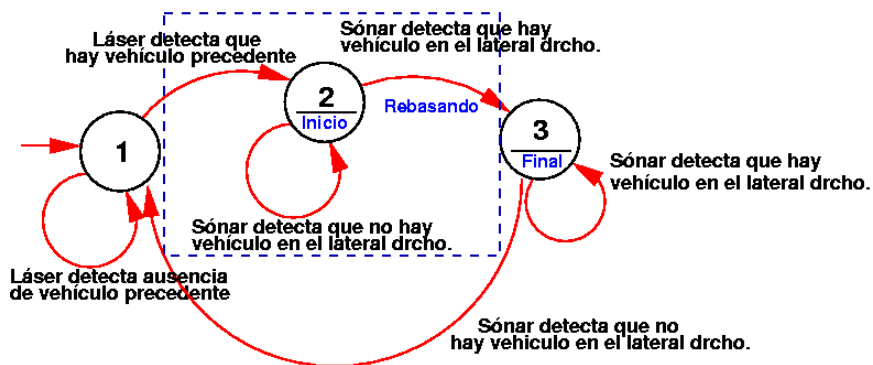 Láser detecta que
hay vehículo precedente
Sónar detecta que hay
vehículo en el lateral drcho.
2
Inicio
Rebasando
1
3
Final
Sónar detecta que hay
vehículo en el lateral drcho.
Sónar detecta que no hay
vehículo en el lateral drcho.
Láser detecta ausencia
de vehículo precedente
Sónar detecta que no
hay vehiculo en el lateral drcho.